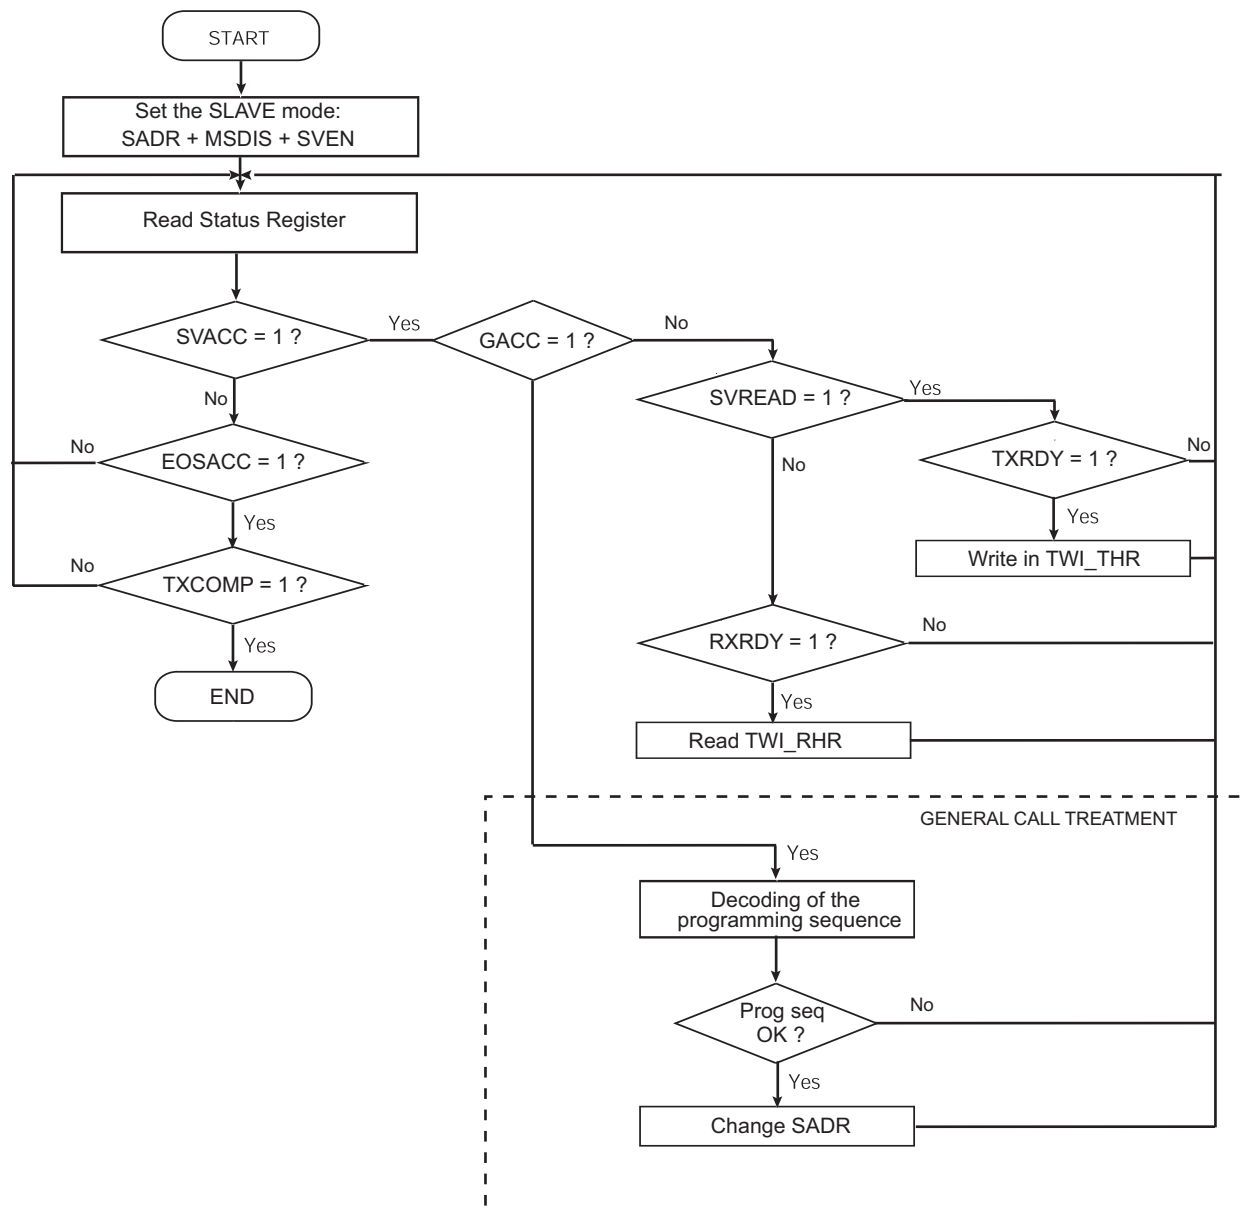 START
Set the SLAVE mode:
SADR + MSDIS + SVEN
Read Status Register
SVACC = 1 ?
Yes
GACC = 1 ?
No
SVREAD = 1 ?
Yes
No
EOSACC = 1 ?
No
TXRDY = 1 ?
No
No
Yes
Yes
Write in TWI_THR
TXCOMP = 1 ?
No
RXRDY = 1 ?
No
Yes
END
Yes
Read TWI_RHR
GENERAL CALL TREATMENT
Yes
Decoding of the
programming sequence
Prog seq
OK ?
No
Yes
Change SADR